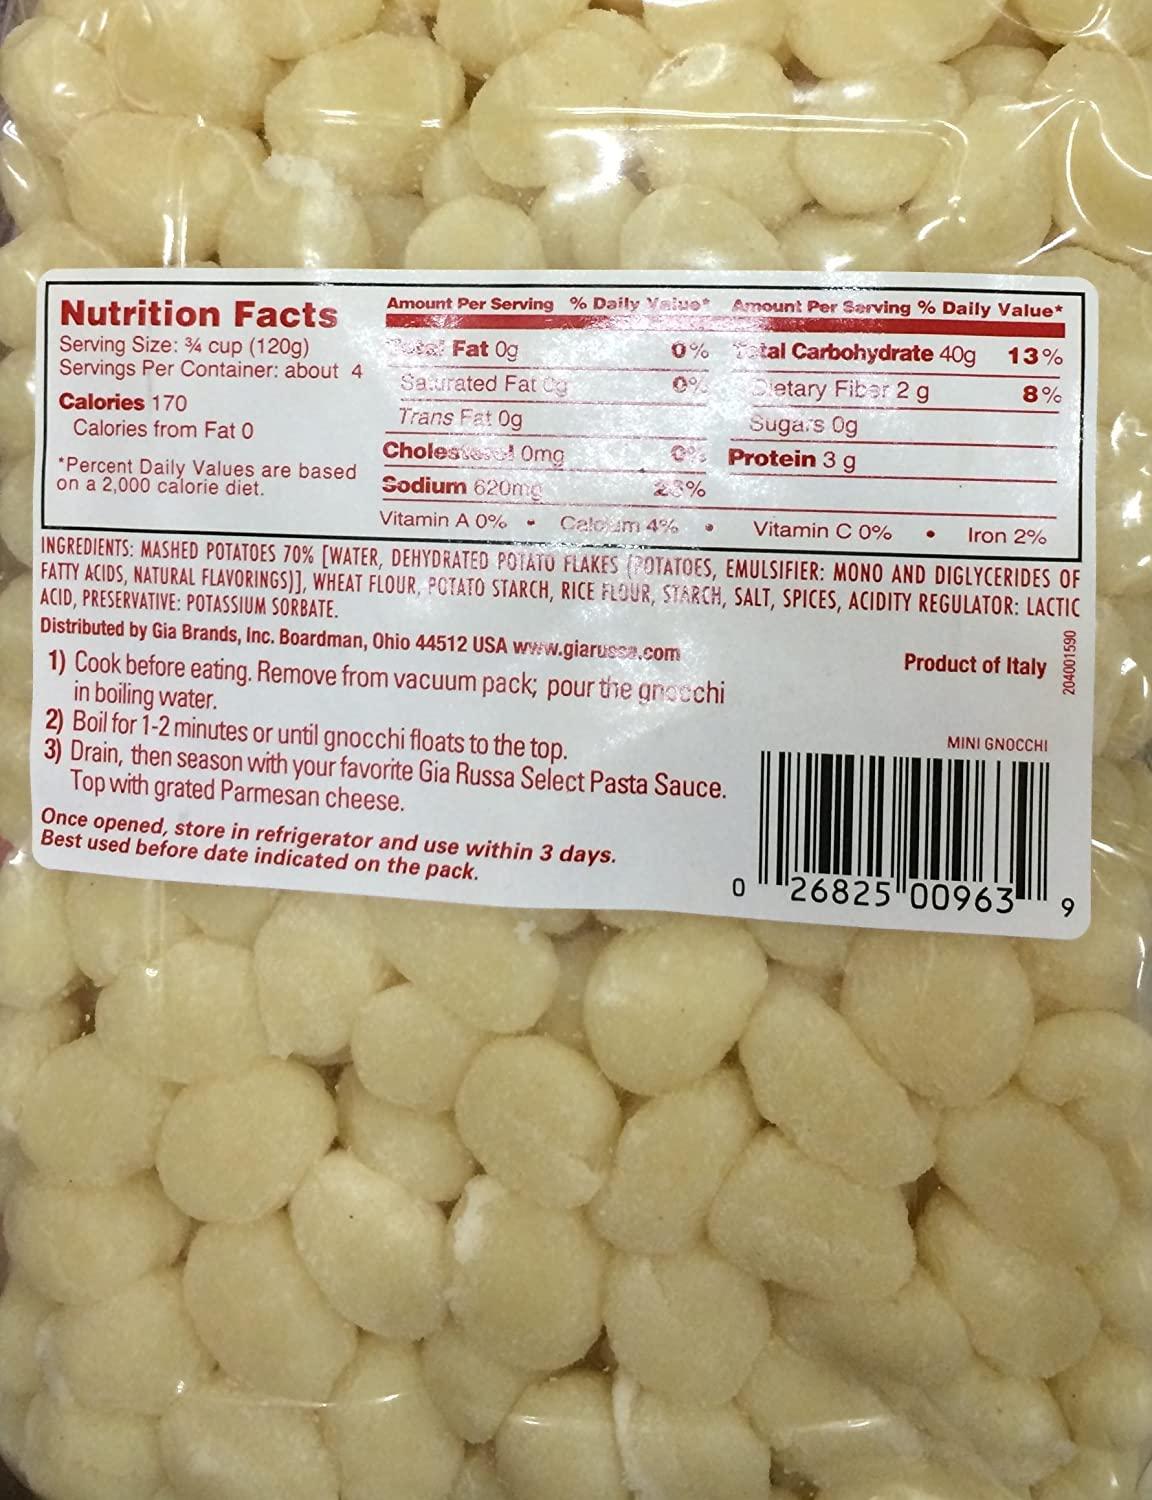 Nutrition Facts
Serving Size: ¾ cup (120g)
Servings Per Container: about 4
Calories 170
Calories from Fat 0
*Percent Daily Values are based
on a 2,000 calorie diet.
Amount Per Serving % Daily Value*
Total Fat 0g 0%
Saturated Fat 0g 0%
Trans Fat 0g
Cholesterol 0mg 0%
Sodium 620mg
Amount Per Serving % Daily Value*
Total Carbohydrate 40g 13%
Dietary Fiber 2 g 8%
Sugars 0g
Protein 3 g
Vitamin A 0% • Calcium 4% • Vitamin C 0% • Iron 2%
INGREDIENTS: MASHED POTATOES 70% [WATER, DEHYDRATED POTATO FLAKES (POTATOES, EMULSIFIER: MONO AND DIGLYCERIDES OF
FATTY ACIDS, NATURAL FLAVORINGS)], WHEAT FLOUR, POTATO STARCH, RICE FLOUR, STARCH, SALT, SPICES, ACIDITY REGULATOR: LACTIC
ACID, PRESERVATIVE: POTASSIUM SORBATE.
Distributed by Gia Brands, Inc. Boardman, Ohio 44512 USA www.giarussa.com
Product of Italy
204001590
1) Cook before eating. Remove from vacuum pack; pour the gnocchi
in boiling water.
2) Boil for 1-2 minutes or until gnocchi floats to the top.
3) Drain, then season with your favorite Gia Russa Select Pasta Sauce.
Top with grated Parmesan cheese.
Once opened, store in refrigerator and use within 3 days.
Best used before date indicated on the pack.
MINI GNOCCHI
0 26825 00963 9